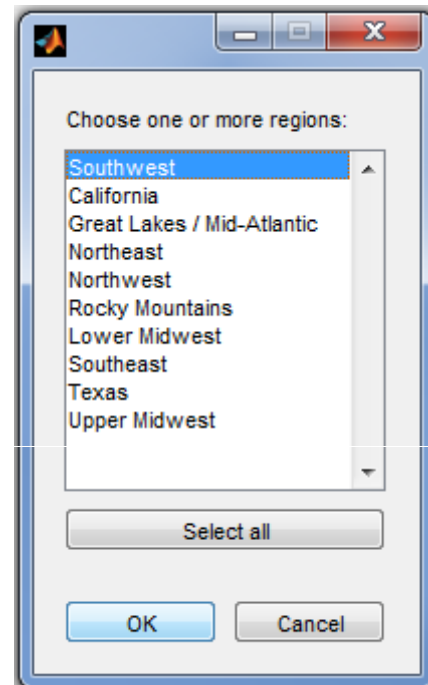 Choose one or more regions:
Southwest
California
Great Lakes / Mid-Atlantic
Northeast
Northwest
Rocky Mountains
Lower Midwest
Southeast
Texas
Upper Midwest
Select all
OK Cancel